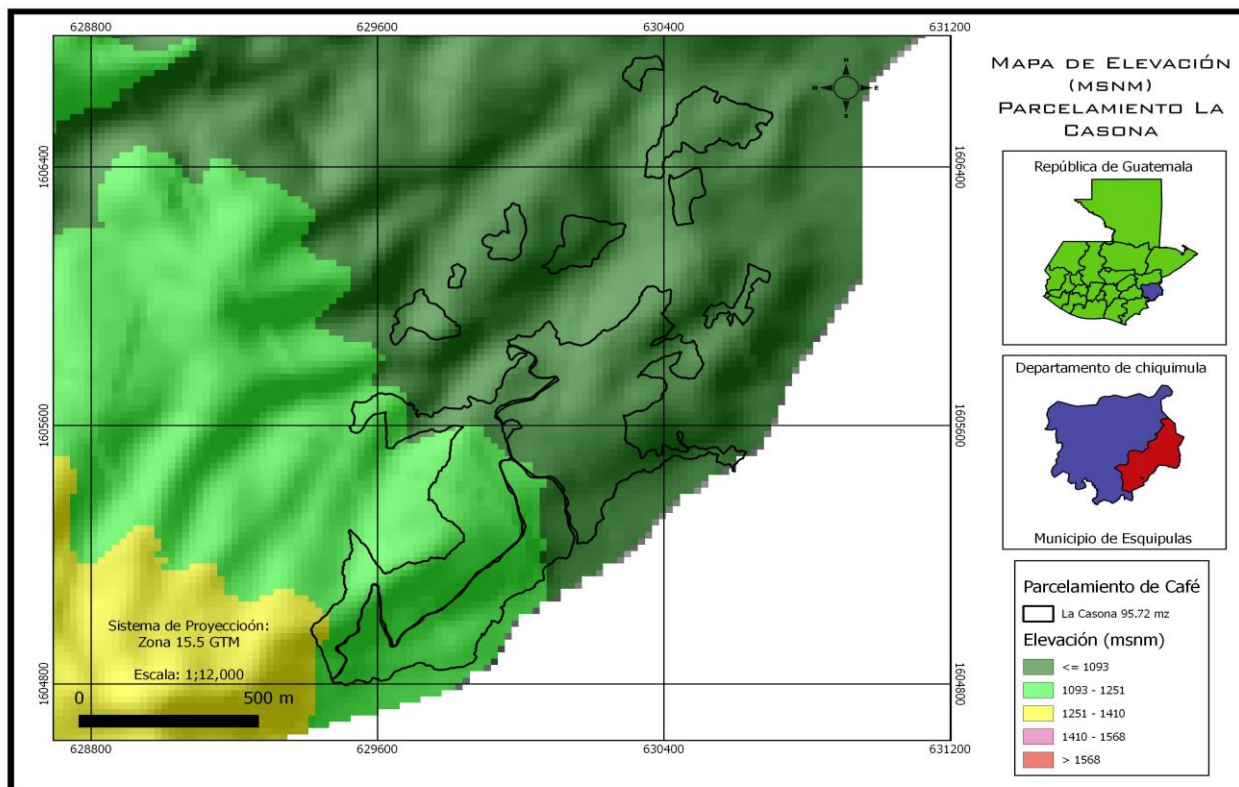 628800 629600 630400 631200
MAPA DE ELEVACIÓN
(MSNM)
PARCELAMIENTO LA
CASONA
N
W E
S
1606400 1606400
República de Guatemala
1605600 1605600
Departamento de chiquimula
Municipio de Esquipulas
Parcelamiento de Café
La Casona 95.72 mz
Elevación (msnm)
<= 1093
1093 - 1251
1251 - 1410
1410 - 1568
> 1568
Sistema de Proyección:
Zona 15.5 GTM
Escala: 1;12,000
0 500 m
1604800 1604800
628800 629600 630400 631200